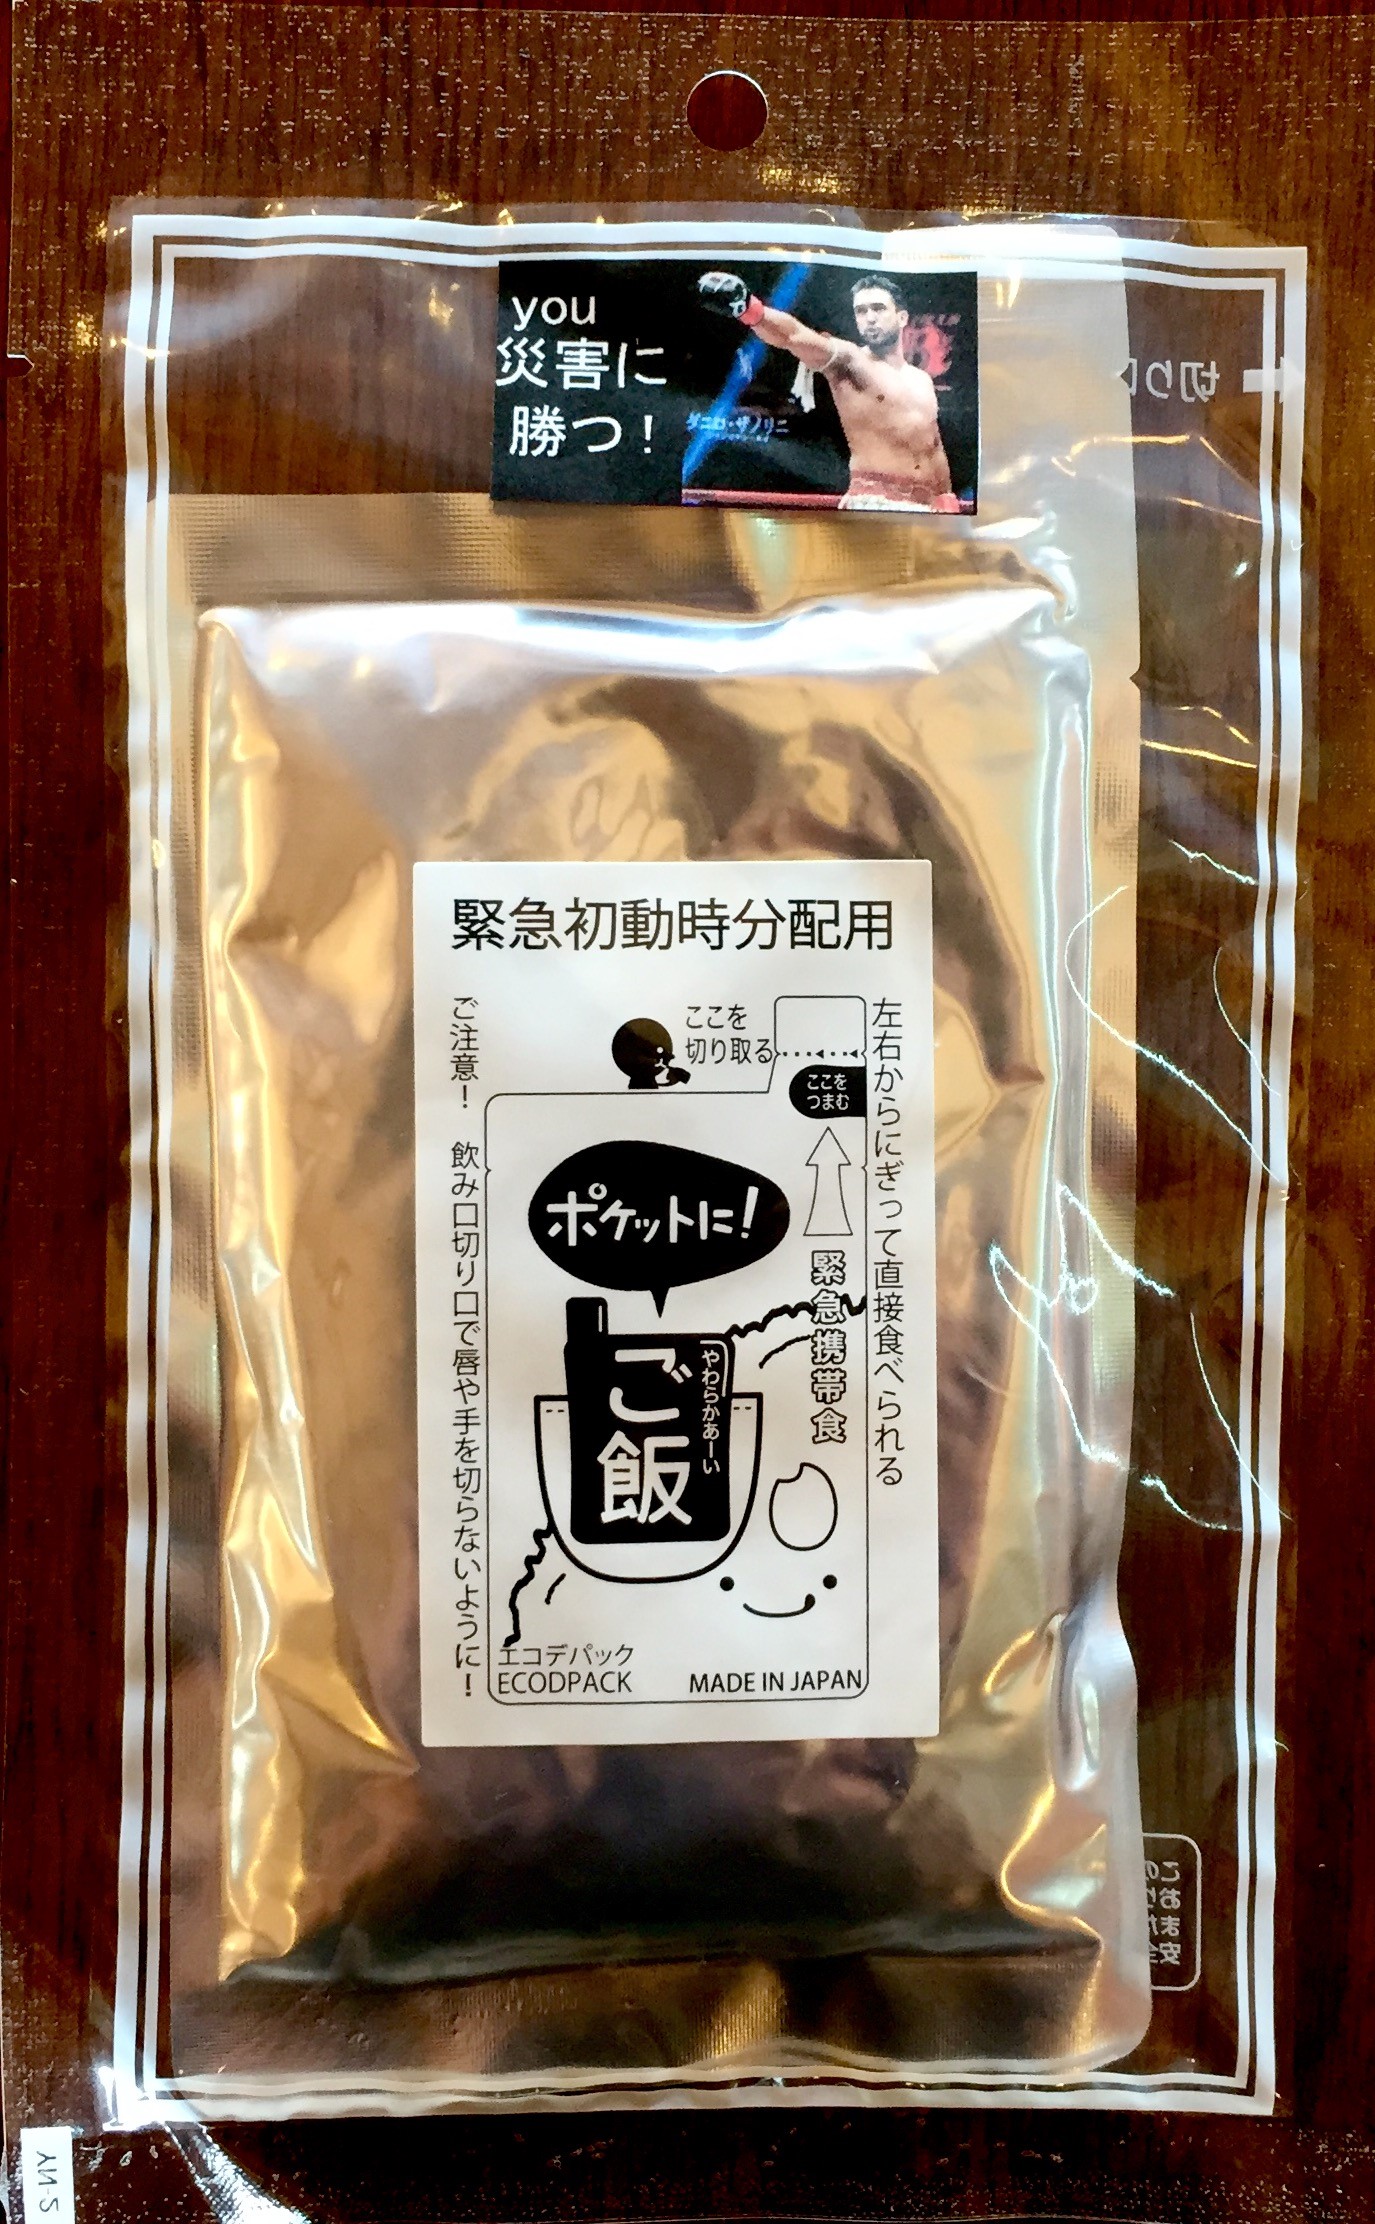 you
災害に
勝つ！
ダニロ・ザノリニ
切り
緊急初動時分配用
ご注意！ 飲み口切り口で唇や手を切らないように！
ここを
切り取る
ここを
つまむ
左右からにぎって直接食べられる
ポケットに！
緊急携帯食
やわらかあーい
ご飯
エコデパック
ECODPACK
MADE IN JAPAN
YN-2